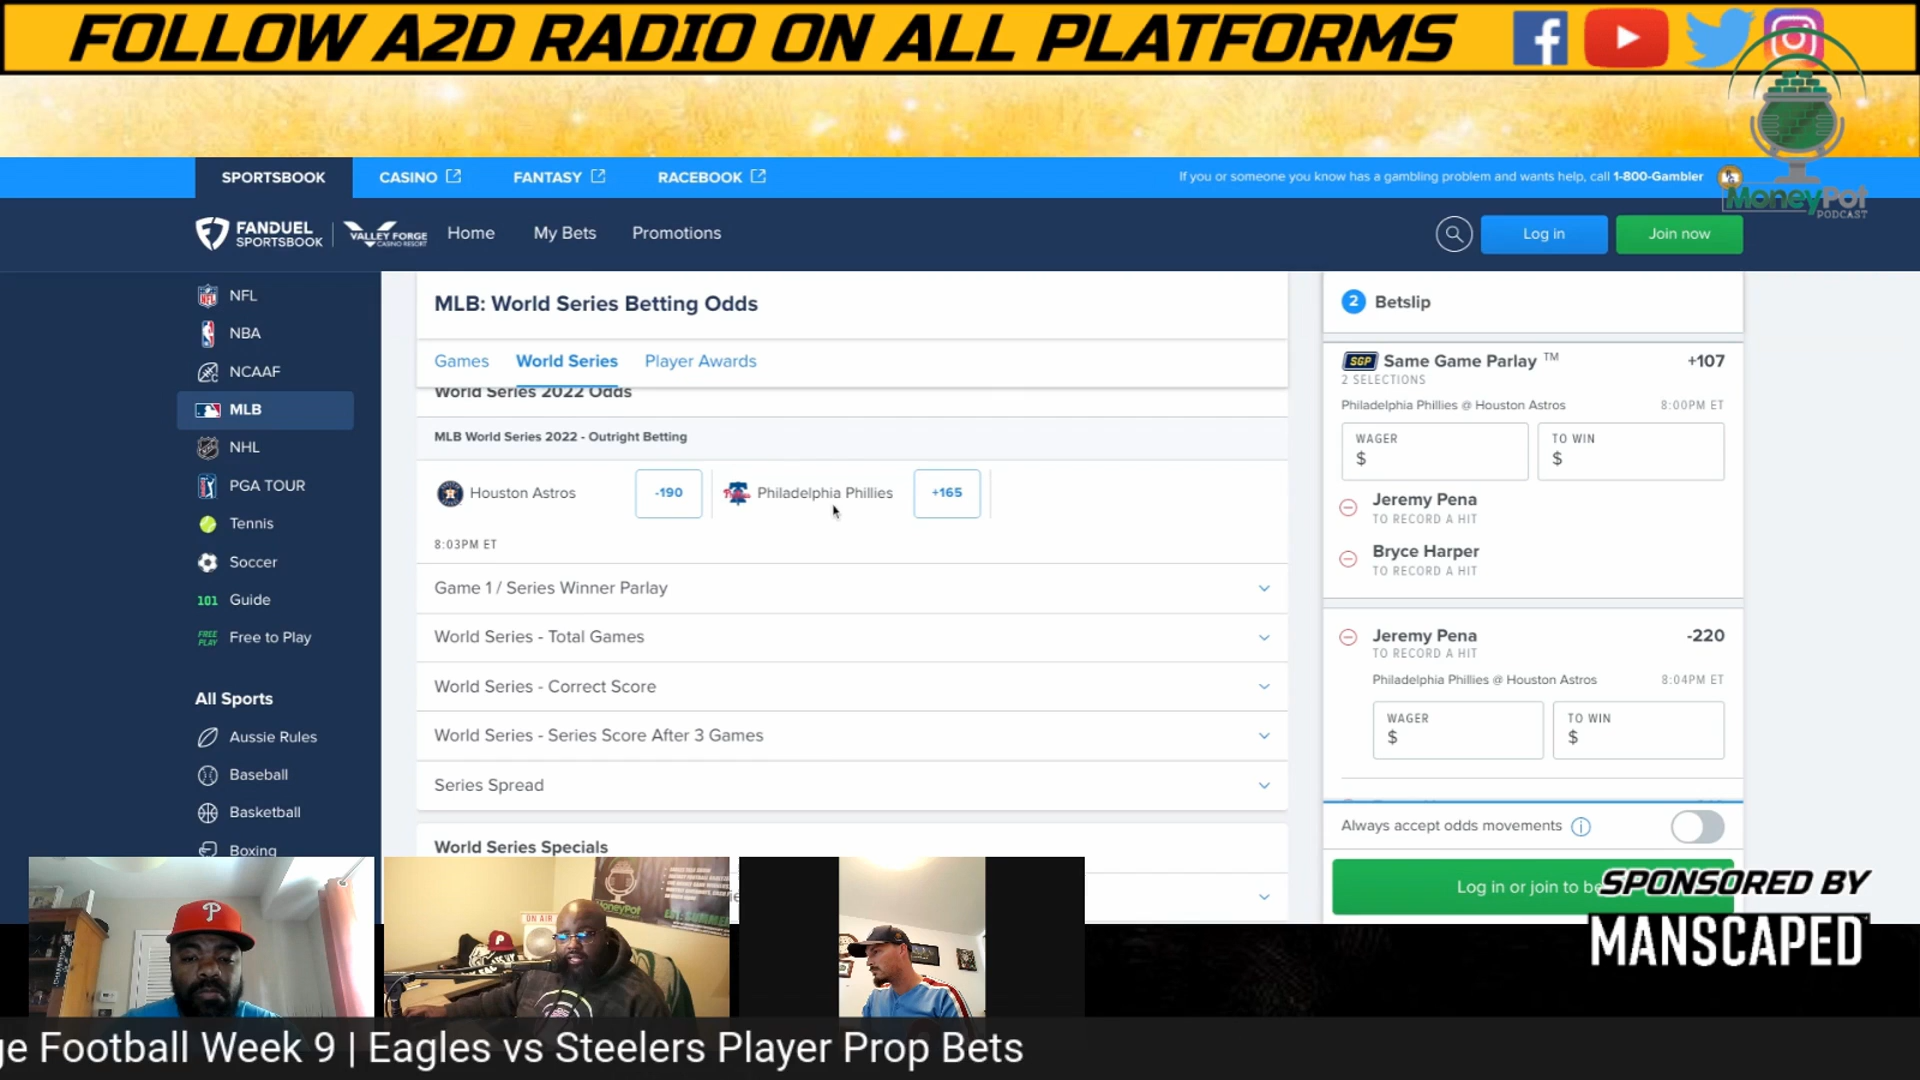 FOLLOW A2D RADIO ON ALL PLATFORMS
MoneyPot
PODCAST
SPORTSBOOK
CASINO
FANTASY
RACEBOOK
If you or someone you know has a gambling problem and wants help, call 1-800-Gambler
FANDUEL
SPORTSBOOK
VALLEY FORGE
CASINO RESORT
Home
My Bets
Promotions
Log in
Join now
NFL
NBA
NCAAF
MLB
NHL
PGA TOUR
Tennis
Soccer
101 Guide
FREE PLAY Free to Play
All Sports
Aussie Rules
Baseball
Basketball
Boxing
MLB: World Series Betting Odds
Games
World Series
Player Awards
World Series 2022 Odds
MLB World Series 2022 - Outright Betting
Houston Astros
-190
Philadelphia Phillies
+165
8:03PM ET
Game 1 / Series Winner Parlay
World Series - Total Games
World Series - Correct Score
World Series - Series Score After 3 Games
Series Spread
World Series Specials
2 Betslip
SGP Same Game Parlay ™ +107
2 SELECTIONS
Philadelphia Phillies @ Houston Astros 8:00PM ET
WAGER
$
TO WIN
$
Jeremy Pena
TO RECORD A HIT
Bryce Harper
TO RECORD A HIT
Jeremy Pena -220
TO RECORD A HIT
Philadelphia Phillies @ Houston Astros 8:04PM ET
WAGER
$
TO WIN
$
Always accept odds movements
Log in or join to be
SPONSORED BY
MANSCAPED
ON AIR
MoneyPot
P
ge Football Week 9 | Eagles vs Steelers Player Prop Bets